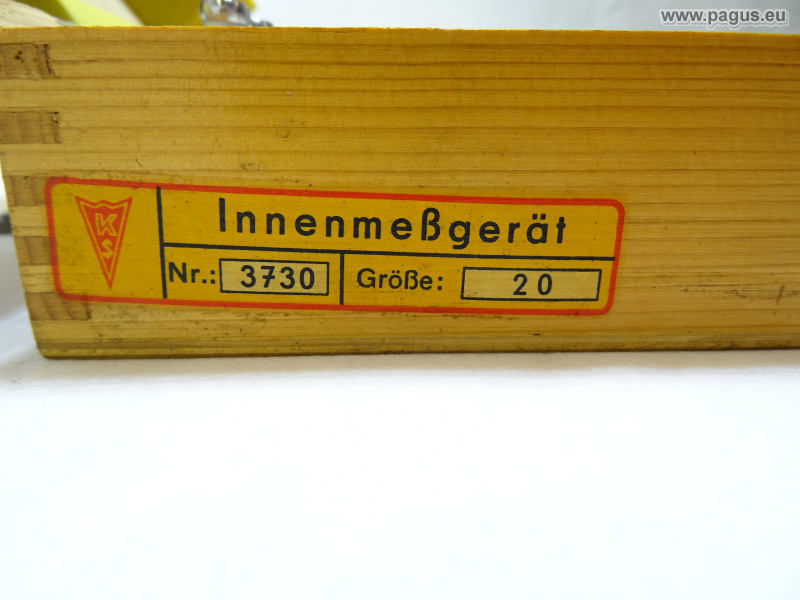 www.pagus.eu
KS
Innenmeßgerät
Nr.: 3730 Größe: 20